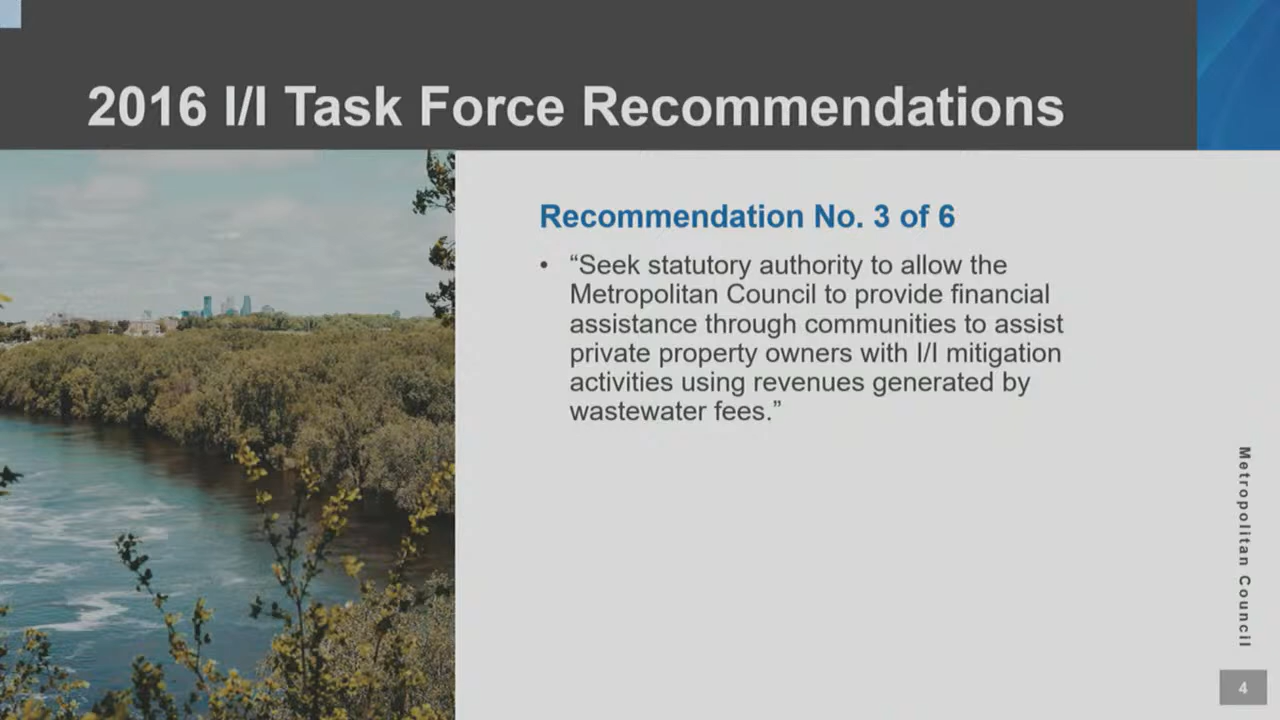 2016 I/I Task Force Recommendations
Recommendation No. 3 of 6
• “Seek statutory authority to allow the
Metropolitan Council to provide financial
assistance through communities to assist
private property owners with I/I mitigation
activities using revenues generated by
wastewater fees.”
Metropolitan Council
4